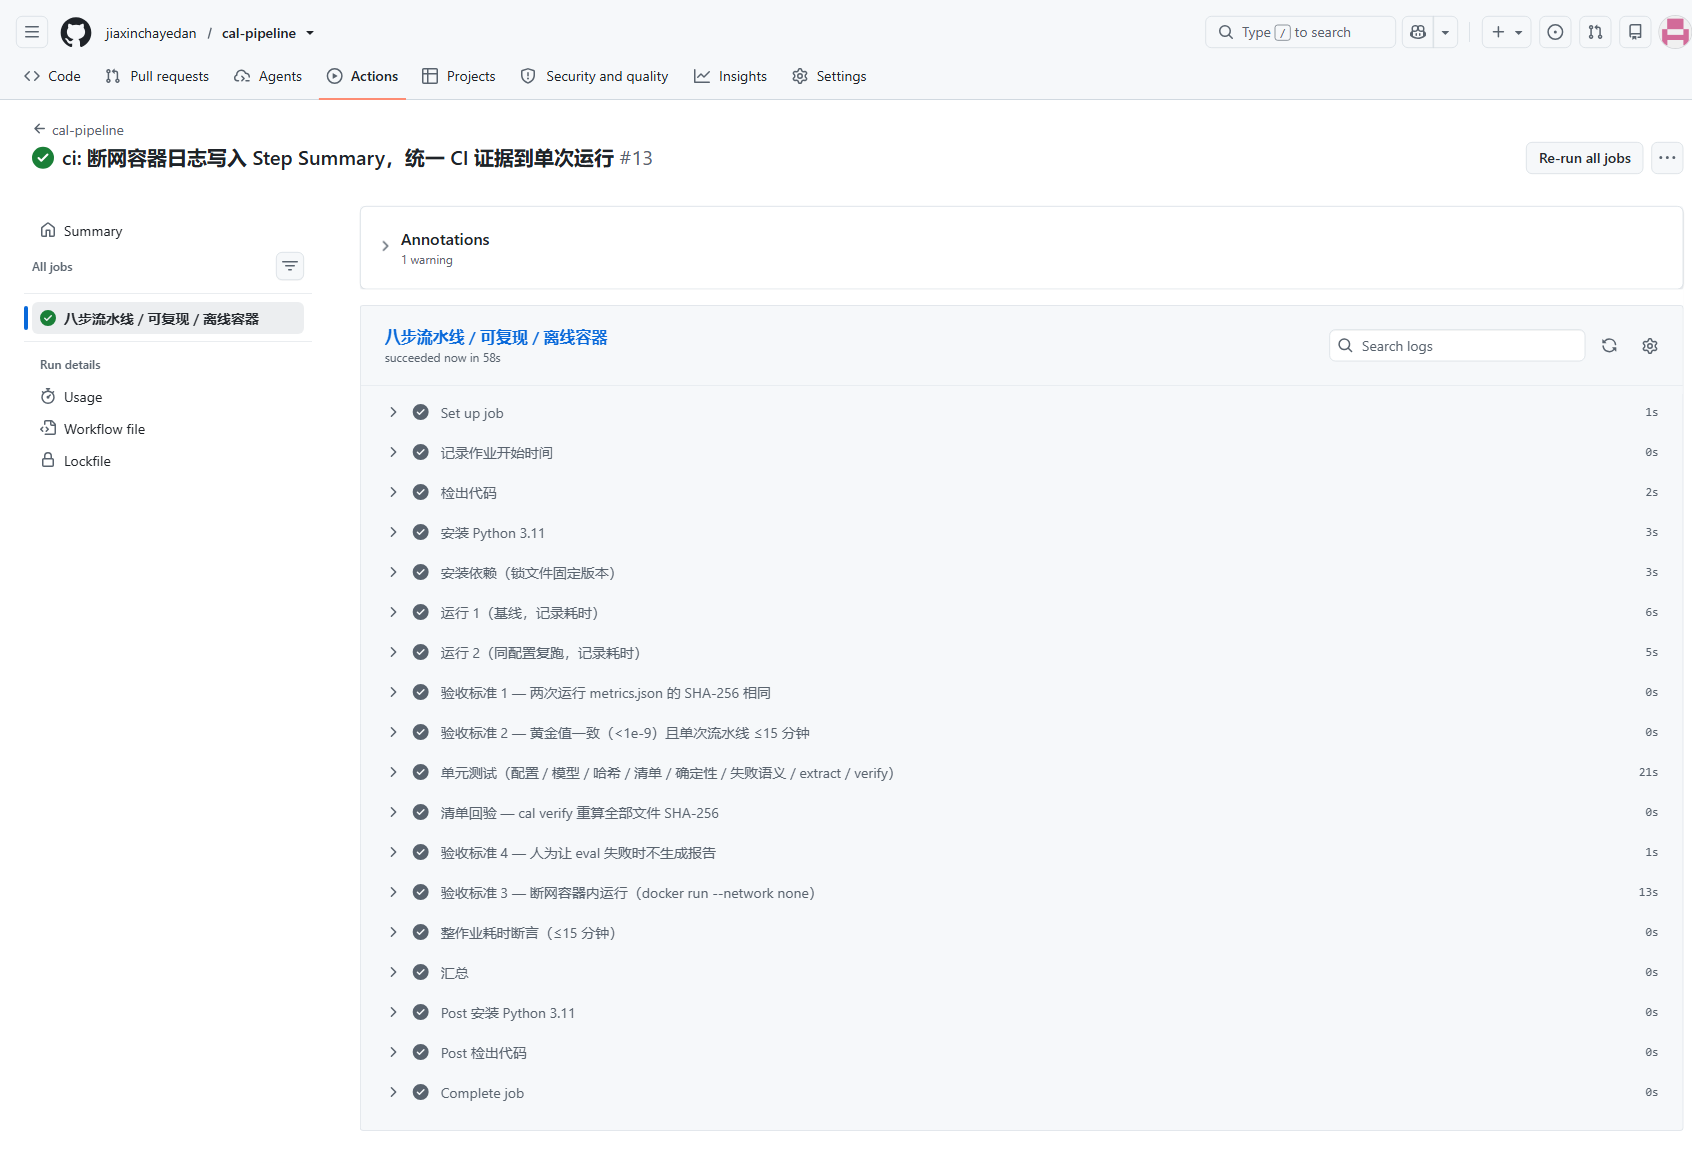 jiaxinchayedan / cal-pipeline
Type / to search
Code
Pull requests
Agents
Actions
Projects
Security and quality
Insights
Settings
cal-pipeline
ci: 断网容器日志写入 Step Summary，统一 CI 证据到单次运行 #13
Re-run all jobs
Summary
All jobs
八步流水线 / 可复现 / 离线容器
Run details
Usage
Workflow file
Lockfile
Annotations
1 warning
八步流水线 / 可复现 / 离线容器
succeeded now in 58s
Search logs
Set up job 1s
记录作业开始时间 0s
检出代码 2s
安装 Python 3.11 3s
安装依赖（锁文件固定版本） 3s
运行 1（基线，记录耗时） 6s
运行 2（同配置复跑，记录耗时） 5s
验收标准 1 — 两次运行 metrics.json 的 SHA-256 相同 0s
验收标准 2 — 黄金值一致（<1e-9）且单次流水线 ≤15 分钟 0s
单元测试（配置 / 模型 / 哈希 / 清单 / 确定性 / 失败语义 / extract / verify） 21s
清单回验 — cal verify 重算全部文件 SHA-256 0s
验收标准 4 — 人为让 eval 失败时不生成报告 1s
验收标准 3 — 断网容器内运行（docker run --network none） 13s
整作业耗时断言（≤15 分钟） 0s
汇总 0s
Post 安装 Python 3.11 0s
Post 检出代码 0s
Complete job 0s